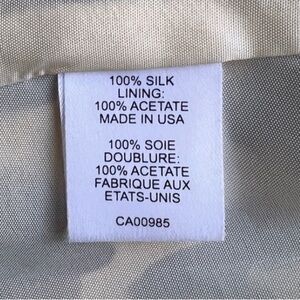 100% SILK
LINING:
100% ACETATE
MADE IN USA
100% SOIE
DOUBLURE:
100% ACETATE
FABRIQUE AUX
ETATS-UNIS
CA00985